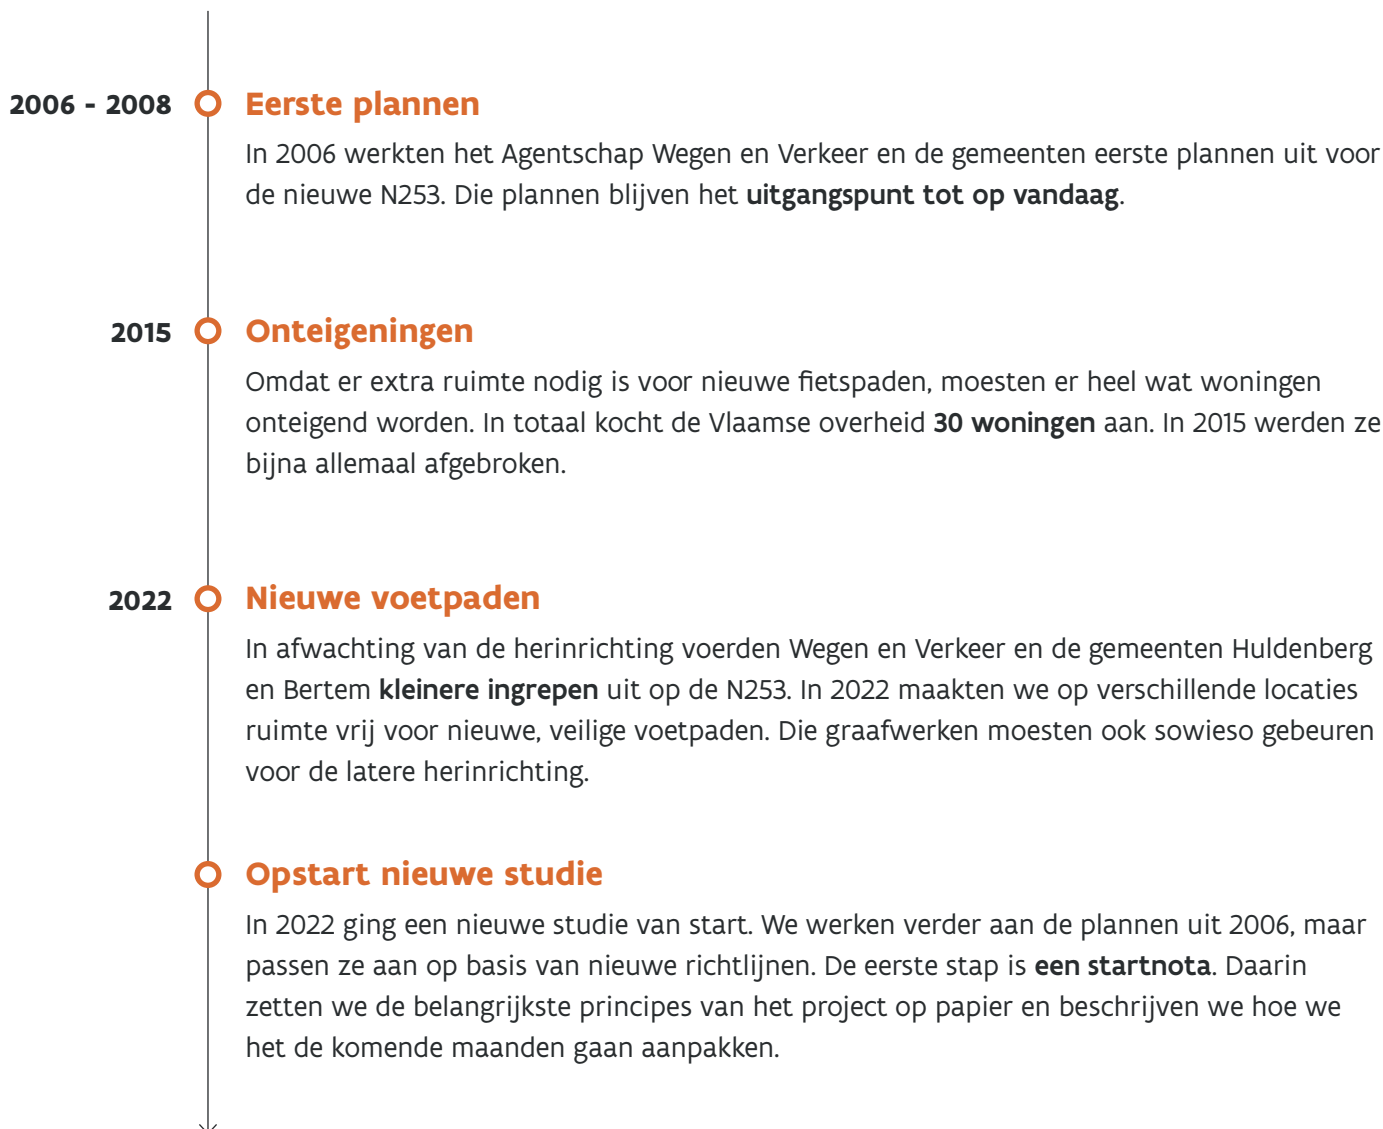 2006 - 2008
Eerste plannen
In 2006 werkten het Agentschap Wegen en Verkeer en de gemeenten eerste plannen uit voor
de nieuwe N253. Die plannen blijven het uitgangspunt tot op vandaag.
2015
Onteigeningen
Omdat er extra ruimte nodig is voor nieuwe fietspaden, moesten er heel wat woningen
onteigend worden. In totaal kocht de Vlaamse overheid 30 woningen aan. In 2015 werden ze
bijna allemaal afgebroken.
2022
Nieuwe voetpaden
In afwachting van de herinrichting voerden Wegen en Verkeer en de gemeenten Huldenberg
en Bertem kleinere ingrepen uit op de N253. In 2022 maakten we op verschillende locaties
ruimte vrij voor nieuwe, veilige voetpaden. Die graafwerken moesten ook sowieso gebeuren
voor de latere herinrichting.
Opstart nieuwe studie
In 2022 ging een nieuwe studie van start. We werken verder aan de plannen uit 2006, maar
passen ze aan op basis van nieuwe richtlijnen. De eerste stap is een startnota. Daarin
zetten we de belangrijkste principes van het project op papier en beschrijven we hoe we
het de komende maanden gaan aanpakken.